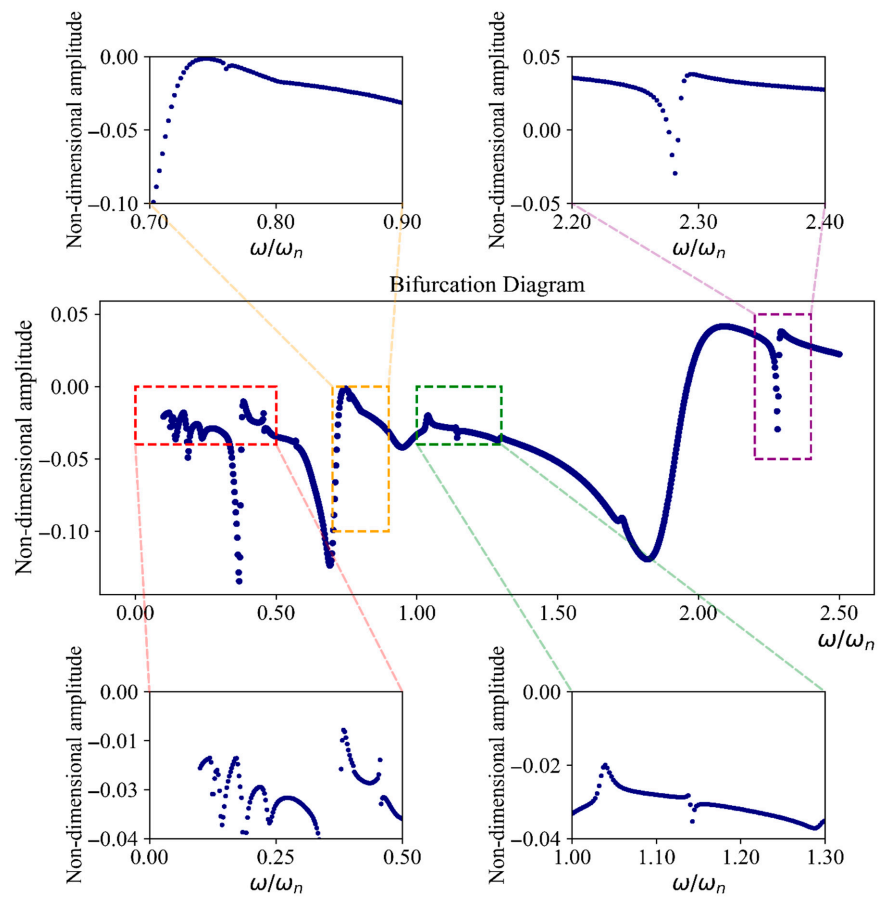 Non-dimensional amplitude
0.00
−0.05
−0.10
0.70 0.80 0.90
ω/ωn
Non-dimensional amplitude
0.05
0.00
−0.05
2.20 2.30 2.40
ω/ωn
Bifurcation Diagram
Non-dimensional amplitude
0.05
0.00
−0.05
−0.10
0.00 0.50 1.00 1.50 2.00 2.50
ω/ωn
Non-dimensional amplitude
0.00
−0.01
−0.03
−0.04
0.00 0.25 0.50
ω/ωn
Non-dimensional amplitude
0.00
−0.02
−0.04
1.00 1.10 1.20 1.30
ω/ωn